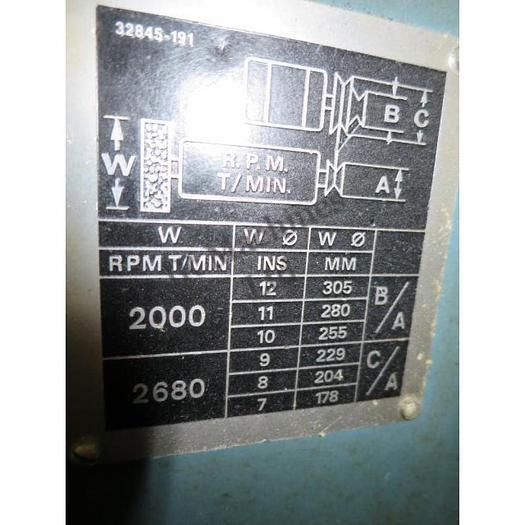 32845-191
B
C
W
R.P.M.
T/MIN.
A
W W Ø W Ø
RPM T/MIN INS MM
2000 12 305 B/A
11 280
10 255
2680 9 229 C/A
8 204
7 178